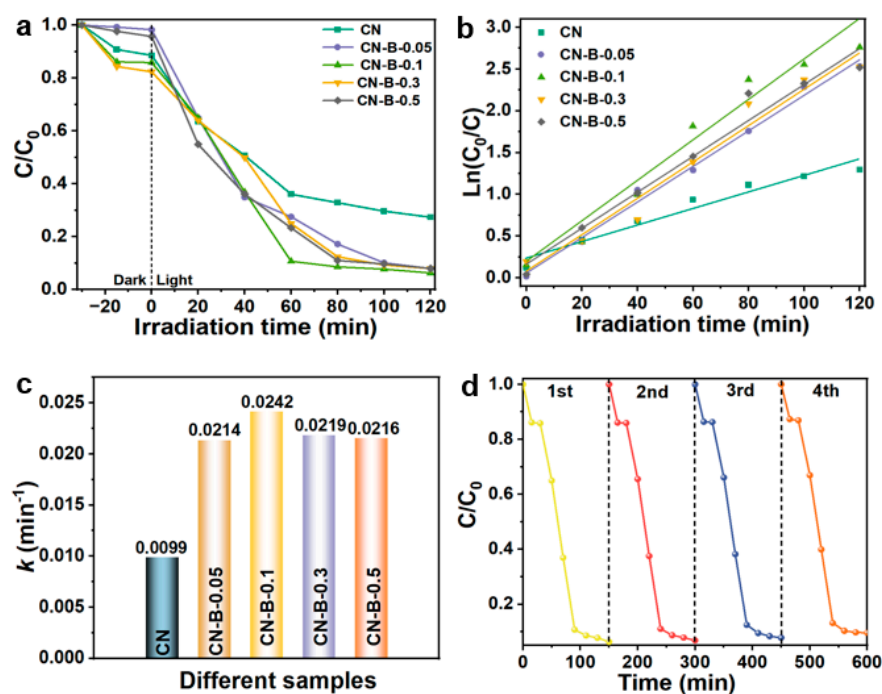 a
C/C0
1.0
0.8
0.6
0.4
0.2
0.0
CN
CN-B-0.05
CN-B-0.1
CN-B-0.3
CN-B-0.5
Dark Light
−20 0 20 40 60 80 100 120
Irradiation time (min)
b
Ln(C0/C)
3.0
2.5
2.0
1.5
1.0
0.5
0.0
CN
CN-B-0.05
CN-B-0.1
CN-B-0.3
CN-B-0.5
0 20 40 60 80 100 120
Irradiation time (min)
c
k (min-1)
0.025
0.020
0.015
0.010
0.005
0.000
0.0099
0.0214
0.0242
0.0219
0.0216
CN
CN-B-0.05
CN-B-0.1
CN-B-0.3
CN-B-0.5
Different samples
d
C/C0
1.0
0.8
0.6
0.4
0.2
1st 2nd 3rd 4th
0 100 200 300 400 500 600
Time (min)